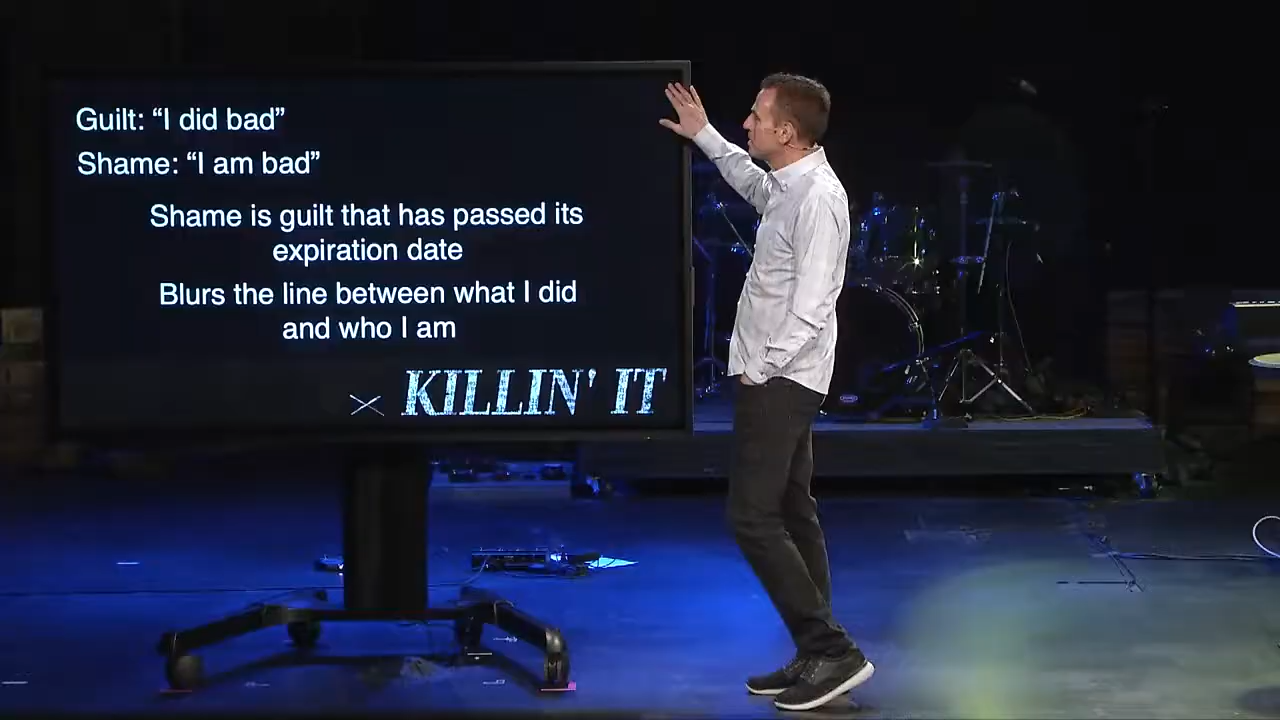 Guilt: “I did bad”
Shame: “I am bad”
Shame is guilt that has passed its
expiration date
Blurs the line between what I did
and who I am
KILLIN' IT